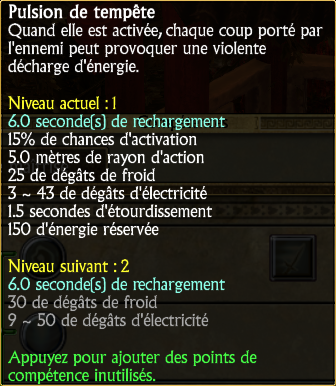 Pulsion de tempête
Quand elle est activée, chaque coup porté par
l'ennemi peut provoquer une violente
décharge d'énergie.
Niveau actuel : 1
6.0 seconde(s) de rechargement
15% de chances d'activation
5.0 mètres de rayon d'action
25 de dégâts de froid
3 ~ 43 de dégâts d'électricité
1.5 secondes d'étourdissement
150 d'énergie réservée
Niveau suivant : 2
6.0 seconde(s) de rechargement
30 de dégâts de froid
9 ~ 50 de dégâts d'électricité
Appuyez pour ajouter des points de
compétence inutilisés.